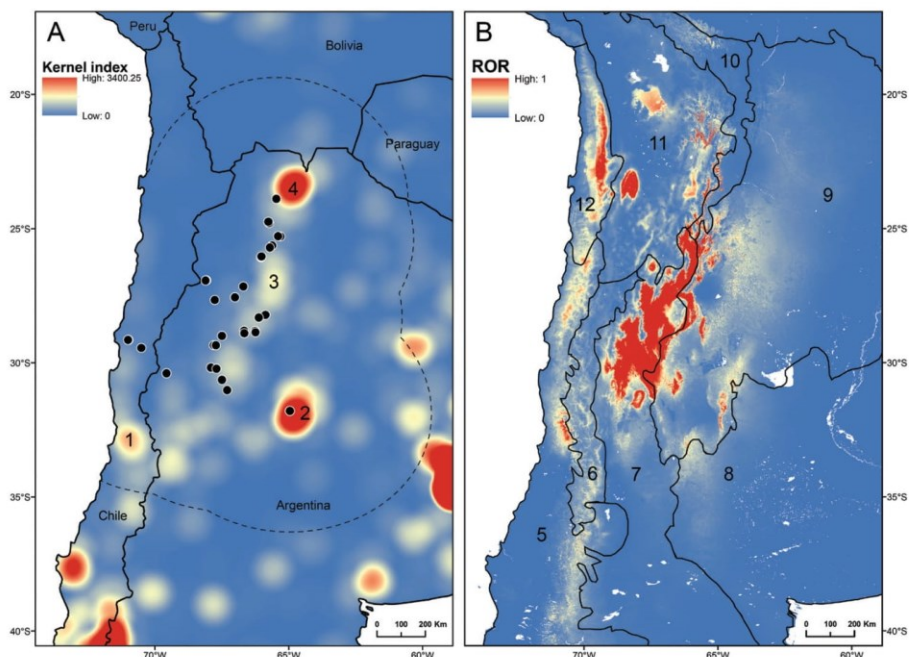 A
Kernel index
High: 3400.25
Low: 0
Peru
Bolivia
Paraguay
Argentina
Chile
1
2
3
4
20°S
25°S
30°S
35°S
40°S
70°W
65°W
60°W
0 100 200 Km
B
ROR
High: 1
Low: 0
5
6
7
8
9
10
11
12
20°S
25°S
30°S
35°S
40°S
70°W
65°W
60°W
0 100 200 Km